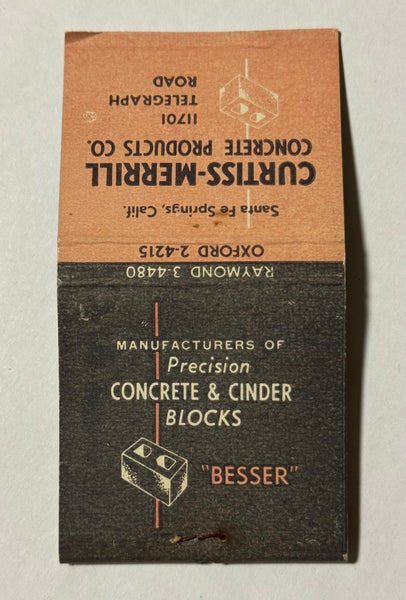 CURTISS-MERRILL
CONCRETE PRODUCTS CO.
11701
TELEGRAPH
ROAD
Santa Fe Springs, Calif.
OXFORD 2-4215
RAYMOND 3-4480
MANUFACTURERS OF
Precision
CONCRETE & CINDER
BLOCKS
"BESSER"